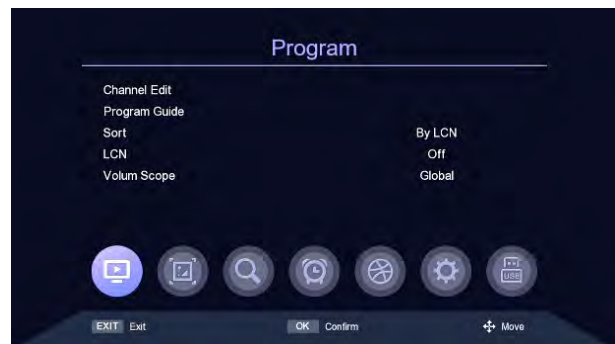 Program
Channel Edit
Program Guide
Sort By LCN
LCN Off
Volum Scope Global
USB
EXIT Exit OK Confirm Move